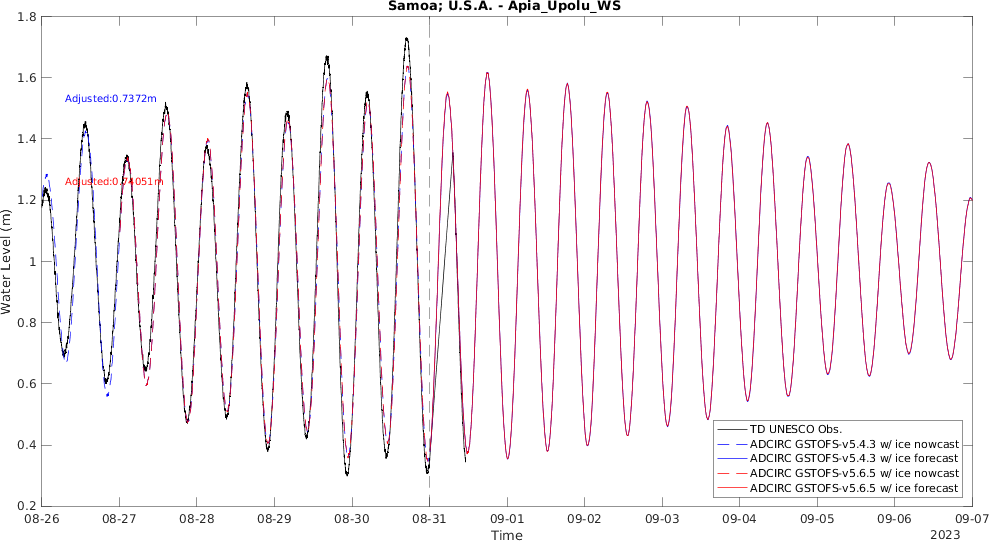 Samoa; U.S.A. - Apia_Upolu_WS
1.8
1.6
1.4
1.2
1
0.8
0.6
0.4
0.2
Water Level (m)
Adjusted:0.7372m
Adjusted:0.74051m
TD UNESCO Obs.
ADCIRC GSTOFS-v5.4.3 w/ ice nowcast
ADCIRC GSTOFS-v5.4.3 w/ ice forecast
ADCIRC GSTOFS-v5.6.5 w/ ice nowcast
ADCIRC GSTOFS-v5.6.5 w/ ice forecast
08-26 08-27 08-28 08-29 08-30 08-31 09-01 09-02 09-03 09-04 09-05 09-06 09-07
Time
2023